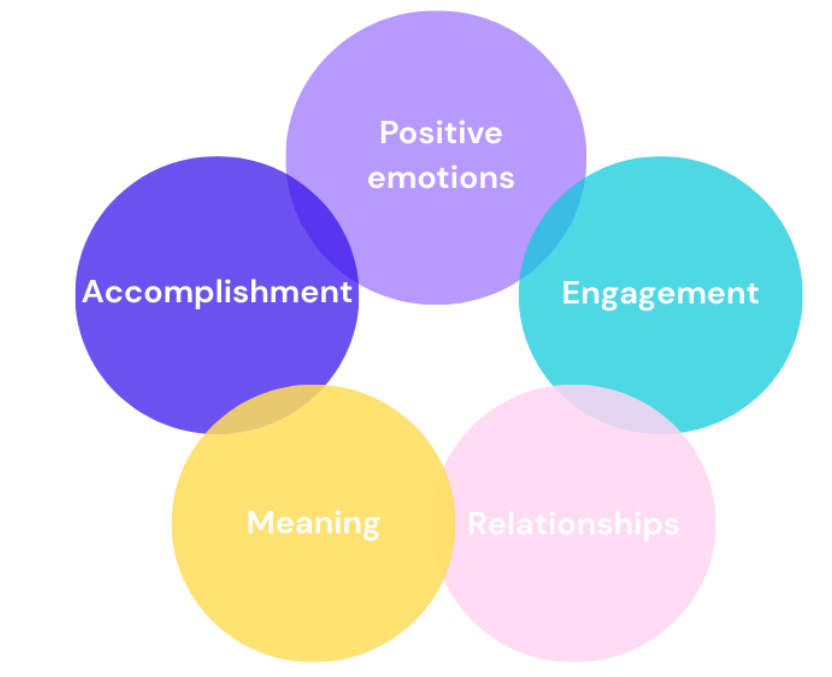 Positive
emotions
Accomplishment
Engagement
Meaning
Relationships